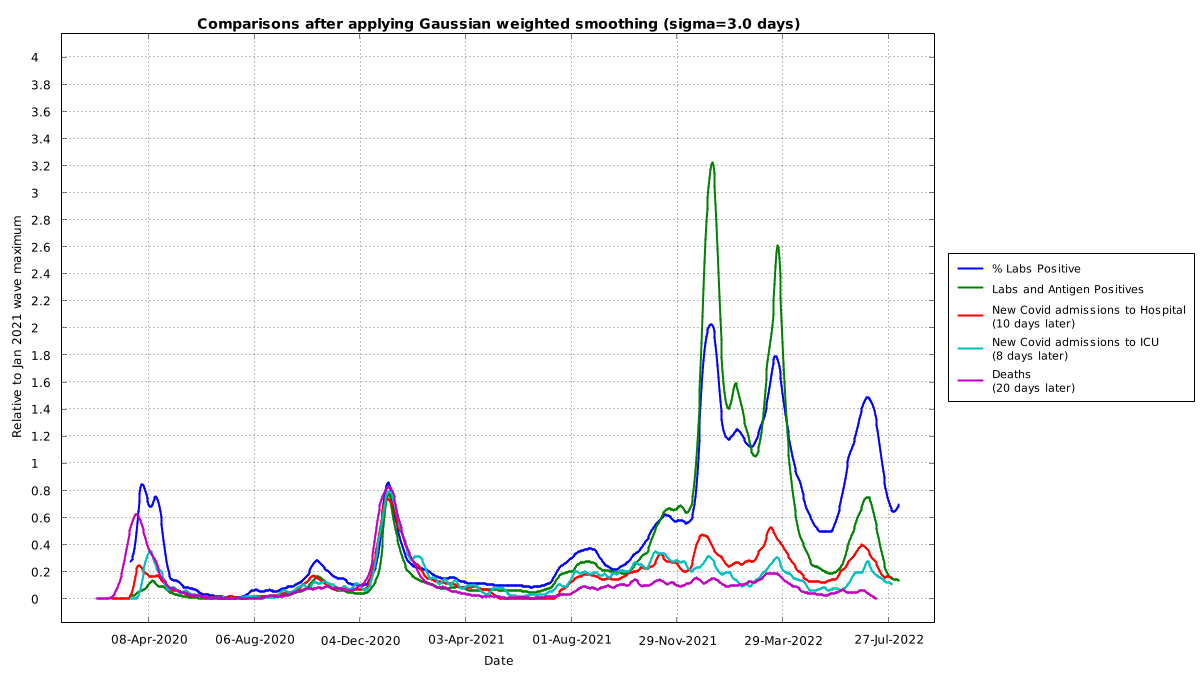 Comparisons after applying Gaussian weighted smoothing (sigma=3.0 days)
Relative to Jan 2021 wave maximum
4
3.8
3.6
3.4
3.2
3
2.8
2.6
2.4
2.2
2
1.8
1.6
1.4
1.2
1
0.8
0.6
0.4
0.2
0
08-Apr-2020
06-Aug-2020
04-Dec-2020
03-Apr-2021
01-Aug-2021
29-Nov-2021
29-Mar-2022
27-Jul-2022
Date
% Labs Positive
Labs and Antigen Positives
New Covid admissions to Hospital
(10 days later)
New Covid admissions to ICU
(8 days later)
Deaths
(20 days later)